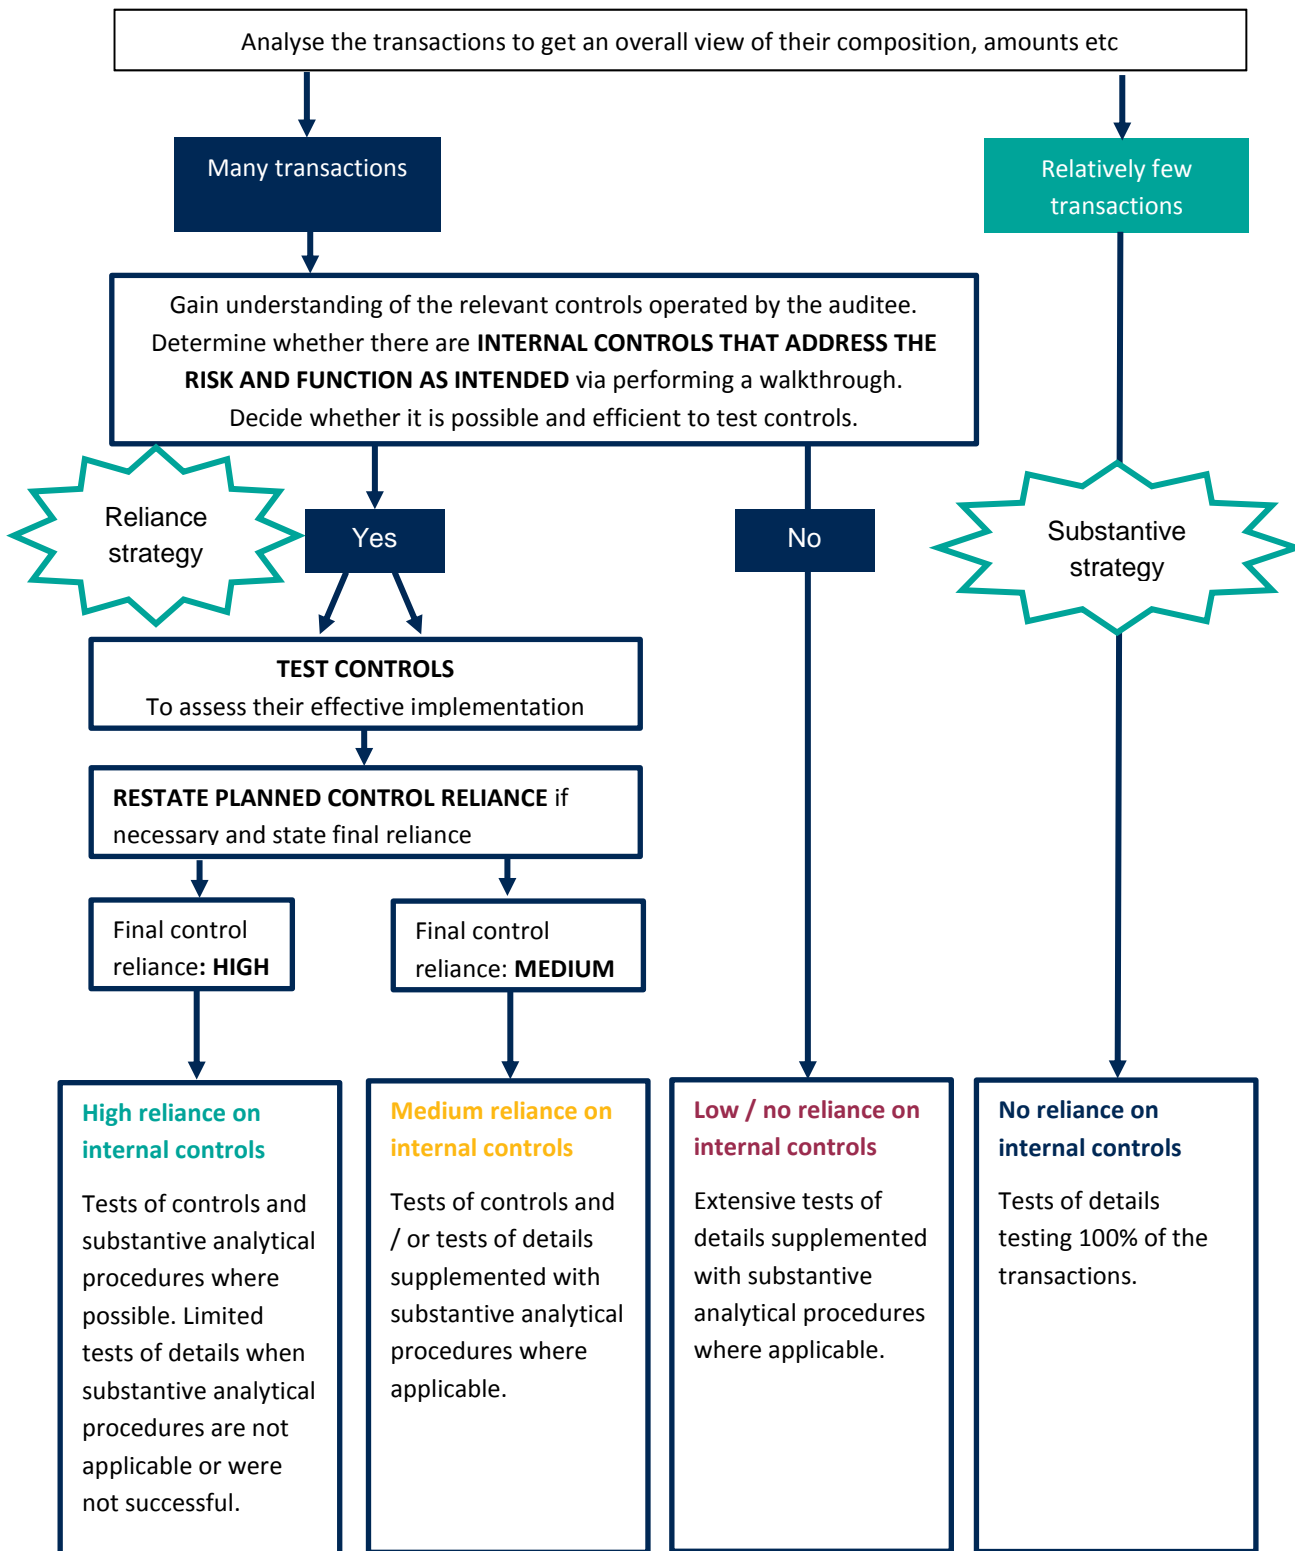 Analyse the transactions to get an overall view of their composition, amounts etc
Many transactions
Relatively few
transactions
Gain understanding of the relevant controls operated by the auditee.
Determine whether there are INTERNAL CONTROLS THAT ADDRESS THE
RISK AND FUNCTION AS INTENDED via performing a walkthrough.
Decide whether it is possible and efficient to test controls.
Reliance
strategy
Yes
No
Substantive
strategy
TEST CONTROLS
To assess their effective implementation
RESTATE PLANNED CONTROL RELIANCE if
necessary and state final reliance
Final control
reliance: HIGH
Final control
reliance: MEDIUM
High reliance on
internal controls
Tests of controls and
substantive analytical
procedures where
possible. Limited
tests of details when
substantive analytical
procedures are not
applicable or were
not successful.
Medium reliance on
internal controls
Tests of controls and
/ or tests of details
supplemented with
substantive analytical
procedures where
applicable.
Low / no reliance on
internal controls
Extensive tests of
details supplemented
with substantive
analytical procedures
where applicable.
No reliance on
internal controls
Tests of details
testing 100% of the
transactions.